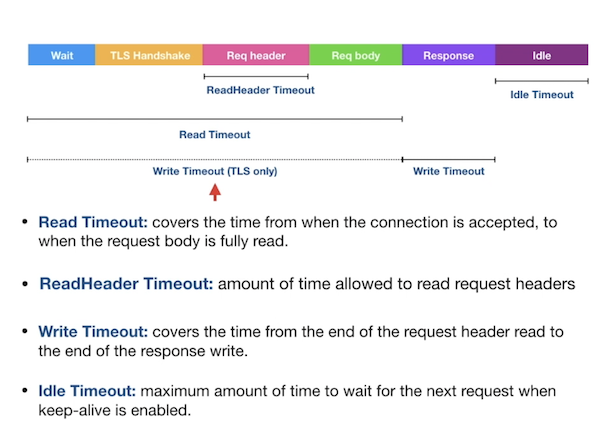 Wait TLS Handshake Req header Req body Response Idle
ReadHeader Timeout
Idle Timeout
Read Timeout
Write Timeout (TLS only) Write Timeout
• Read Timeout: covers the time from when the connection is accepted, to
when the request body is fully read.
• ReadHeader Timeout: amount of time allowed to read request headers
• Write Timeout: covers the time from the end of the request header read to
the end of the response write.
• Idle Timeout: maximum amount of time to wait for the next request when
keep-alive is enabled.